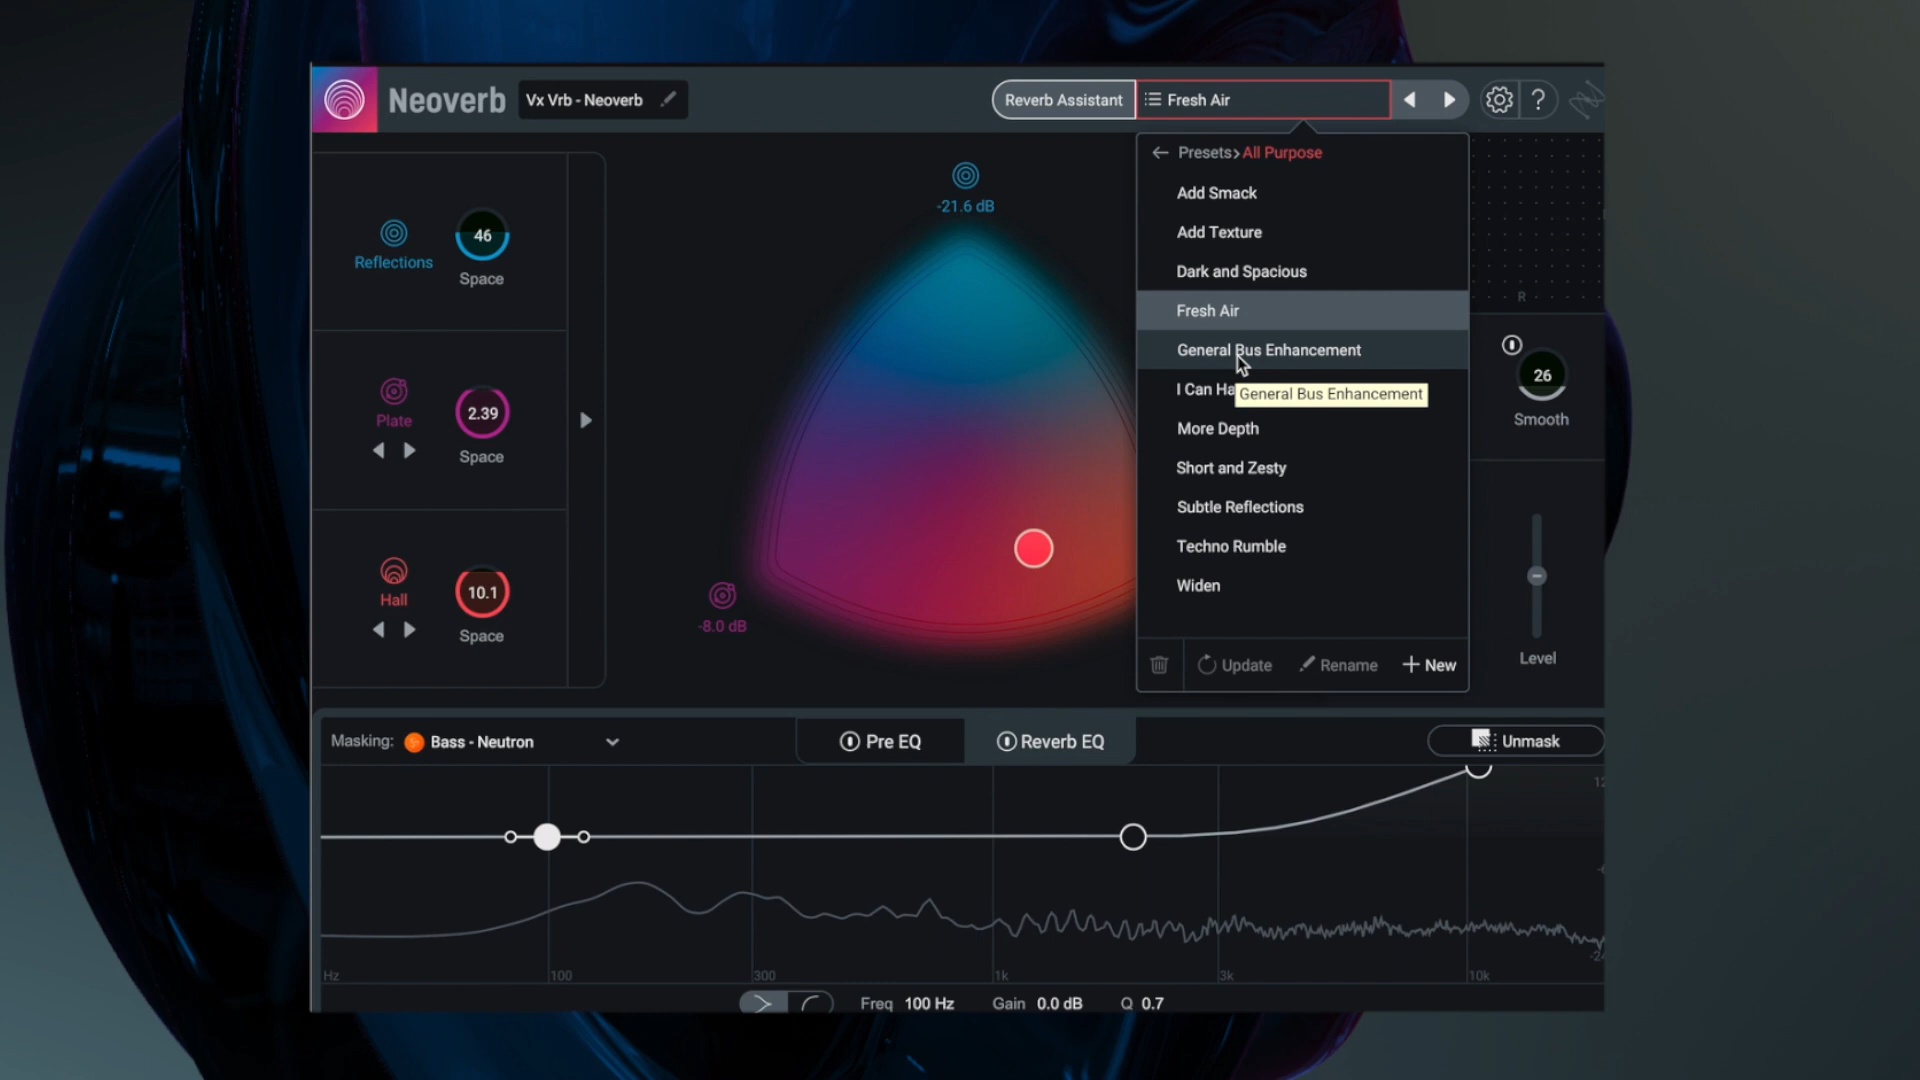 Neoverb
Vx Vrb - Neoverb
Reverb Assistant
Fresh Air
?
Presets > All Purpose
Add Smack
Add Texture
Dark and Spacious
Fresh Air
General Bus Enhancement
I Can Ha
General Bus Enhancement
More Depth
Short and Zesty
Subtle Reflections
Techno Rumble
Widen
Update
Rename
+ New
Reflections
46
Space
Plate
2.39
Space
Hall
10.1
Space
-21.6 dB
-8.0 dB
R
26
Smooth
Level
Masking:
Bass - Neutron
Pre EQ
Reverb EQ
Unmask
12
Hz
100
300
1k
3k
10k
Freq 100 Hz
Gain 0.0 dB
Q 0.7